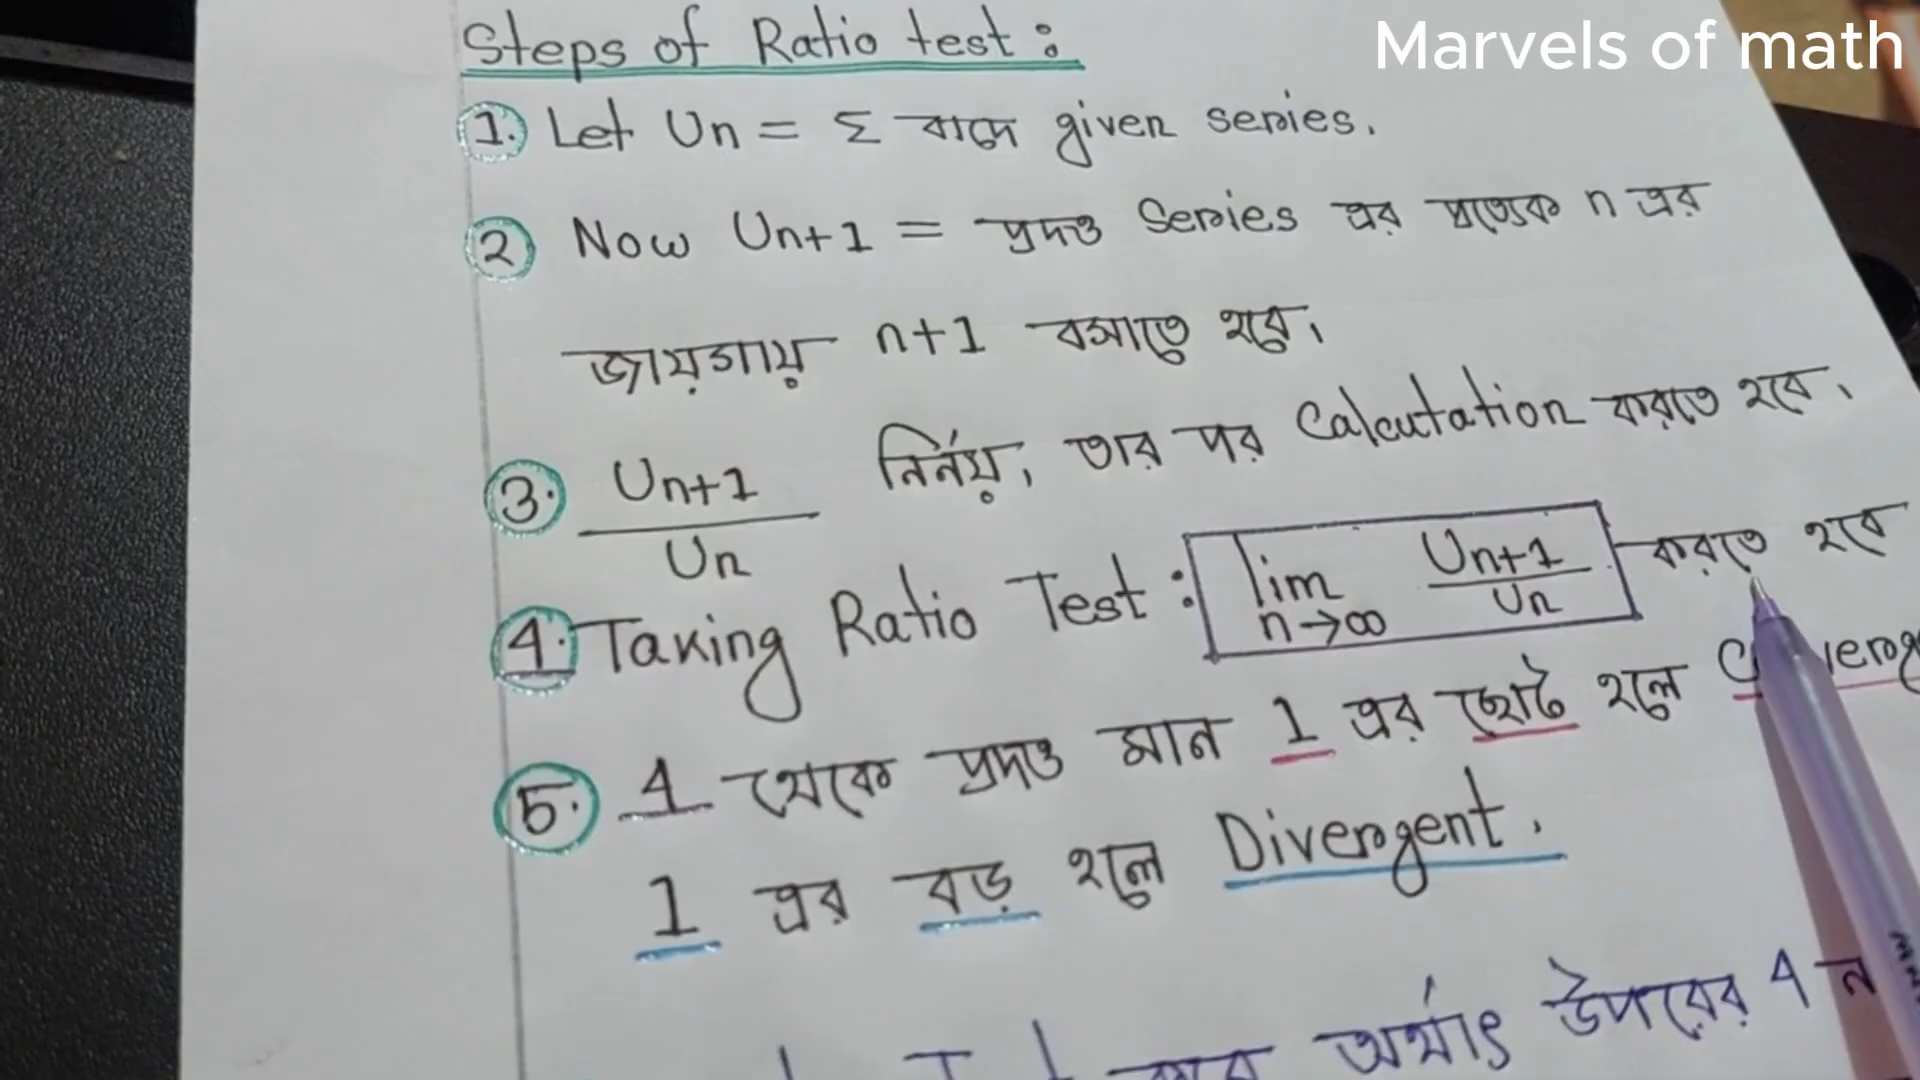 Marvels of math
Steps of Ratio test:
1. Let Un = Σ বাদে given series.
2 Now Un+1 = প্রদত্ত Series এর প্রত্যেক n এর
জায়গায় n+1 বসাতে হবে।
3. Un+1 / Un নির্নয়, তার পর Calculation করতে হবে।
4. Taking Ratio Test: lim n→∞ Un+1 / Un করতে হবে
5. 4 থেকে প্রদত্ত মান 1 এর ছোট হলে
1 এর বড় হলে Divergent.
অর্থাৎ উপরের 4 ন